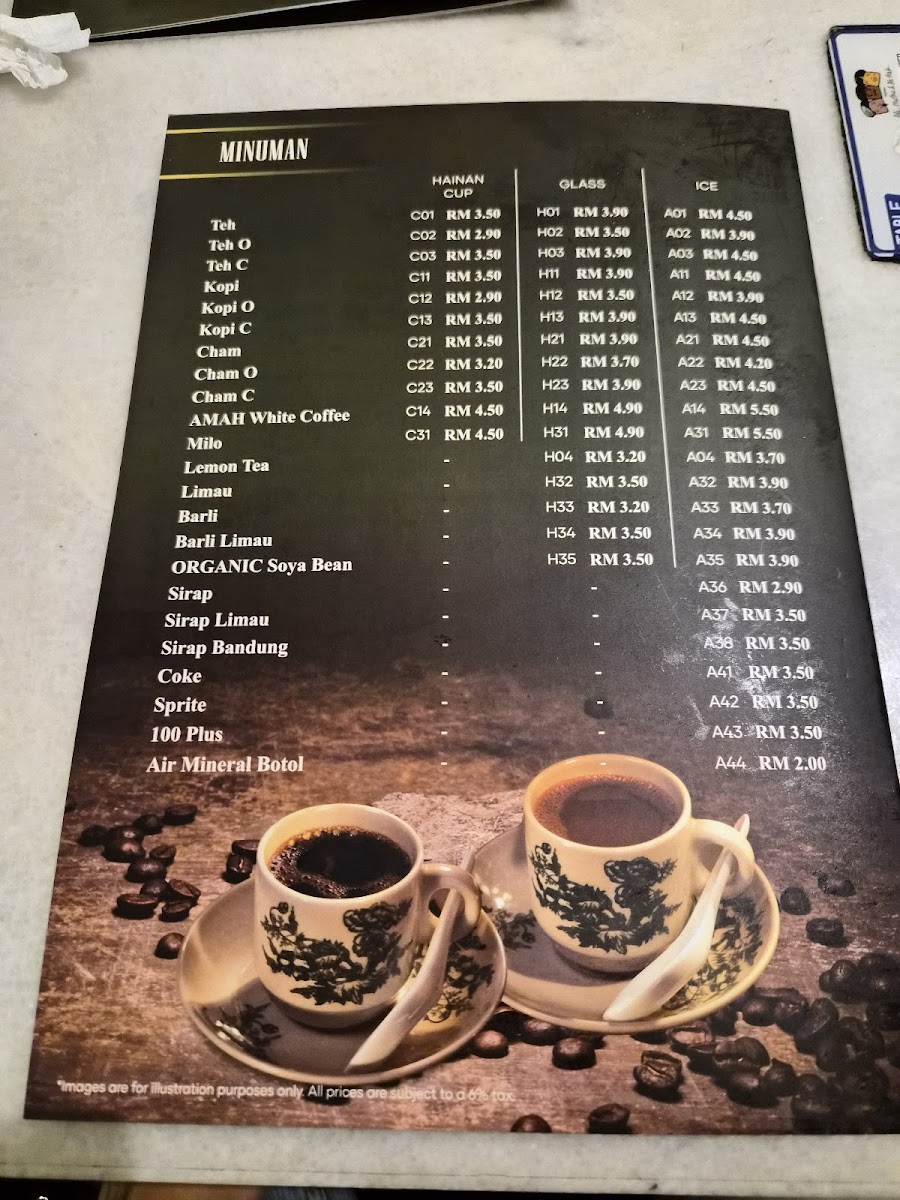 MINUMAN
HAINAN CUP GLASS ICE
Teh C01 RM 3.50 H01 RM 3.90 A01 RM 4.50
Teh O C02 RM 2.90 H02 RM 3.50 A02 RM 3.90
Teh C C03 RM 3.50 H03 RM 3.90 A03 RM 4.50
Kopi C11 RM 3.50 H11 RM 3.90 A11 RM 4.50
Kopi O C12 RM 2.90 H12 RM 3.50 A12 RM 3.90
Kopi C C13 RM 3.50 H13 RM 3.90 A13 RM 4.50
Cham C21 RM 3.50 H21 RM 3.90 A21 RM 4.50
Cham O C22 RM 3.20 H22 RM 3.70 A22 RM 4.20
Cham C C23 RM 3.50 H23 RM 3.90 A23 RM 4.50
AMAH White Coffee C14 RM 4.50 H14 RM 4.90 A14 RM 5.50
Milo C31 RM 4.50 H31 RM 4.90 A31 RM 5.50
Lemon Tea - H04 RM 3.20 A04 RM 3.70
Limau - H32 RM 3.50 A32 RM 3.90
Barli - H33 RM 3.20 A33 RM 3.70
Barli Limau - H34 RM 3.50 A34 RM 3.90
ORGANIC Soya Bean - H35 RM 3.50 A35 RM 3.90
Sirap - - A36 RM 2.90
Sirap Limau - - A37 RM 3.50
Sirap Bandung - - A38 RM 3.50
Coke - - A41 RM 3.50
Sprite - - A42 RM 3.50
100 Plus - - A43 RM 3.50
Air Mineral Botol - - A44 RM 2.00
*Images are for illustration purposes only. All prices are subject to a 6% tax.
TABLE